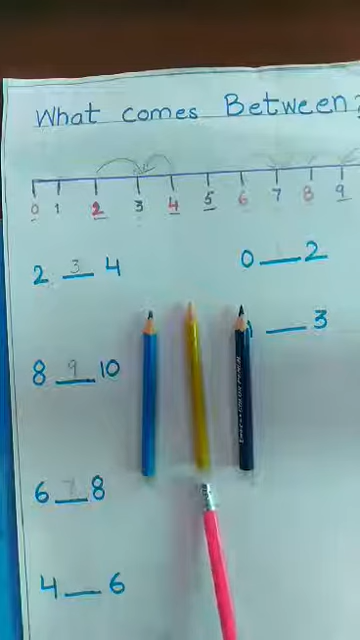 What comes Between?
0 1 2 3 4 5 6 7 8 9
2 3 4
0 __ 2
__ 3
8 9 10
6 7 8
4 __ 6